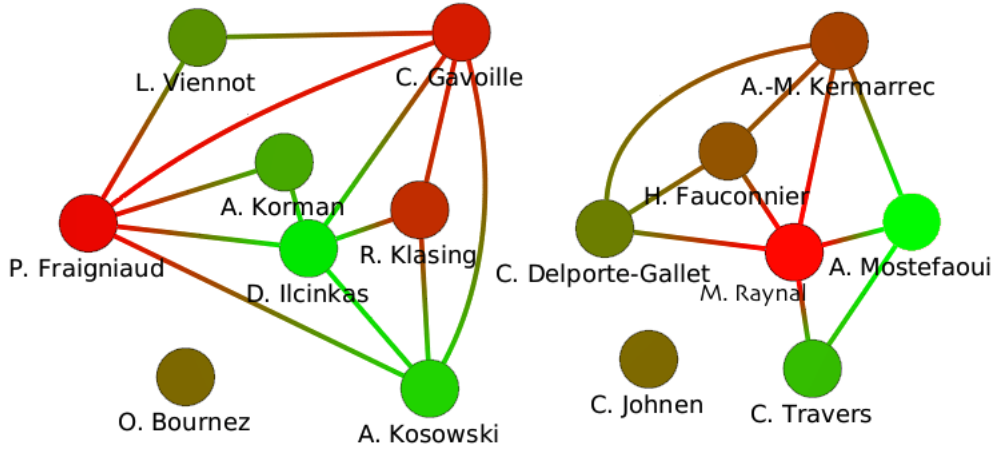 L. Viennot
C. Gavoille
A.-M. Kermarrec
A. Korman
H. Fauconnier
P. Fraigniaud
R. Klasing
D. Ilcinkas
C. Delporte-Gallet
A. Mostefaoui
M. Raynal
O. Bournez
A. Kosowski
C. Johnen
C. Travers